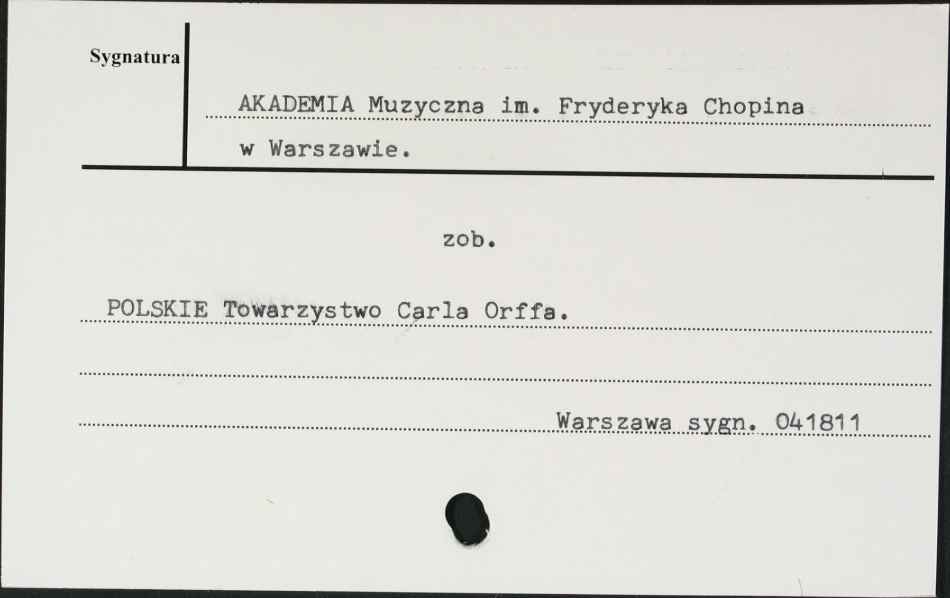 Sygnatura
AKADEMIA Muzyczna im. Fryderyka Chopina
w Warszawie.
zob.
POLSKIE Towarzystwo Carla Orffa.
Warszawa sygn. 041811